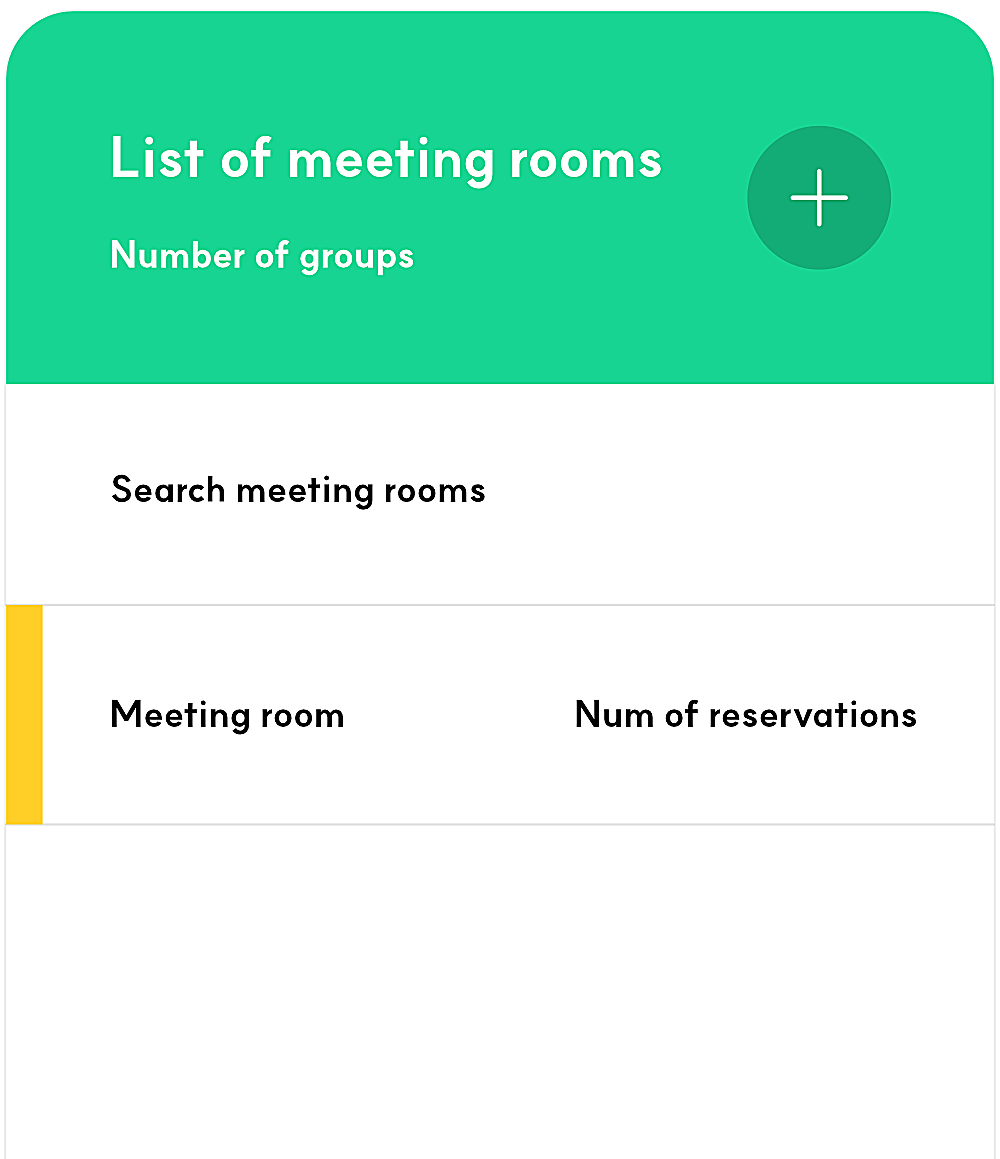 List of meeting rooms
Number of groups
Search meeting rooms
Meeting room Num of reservations